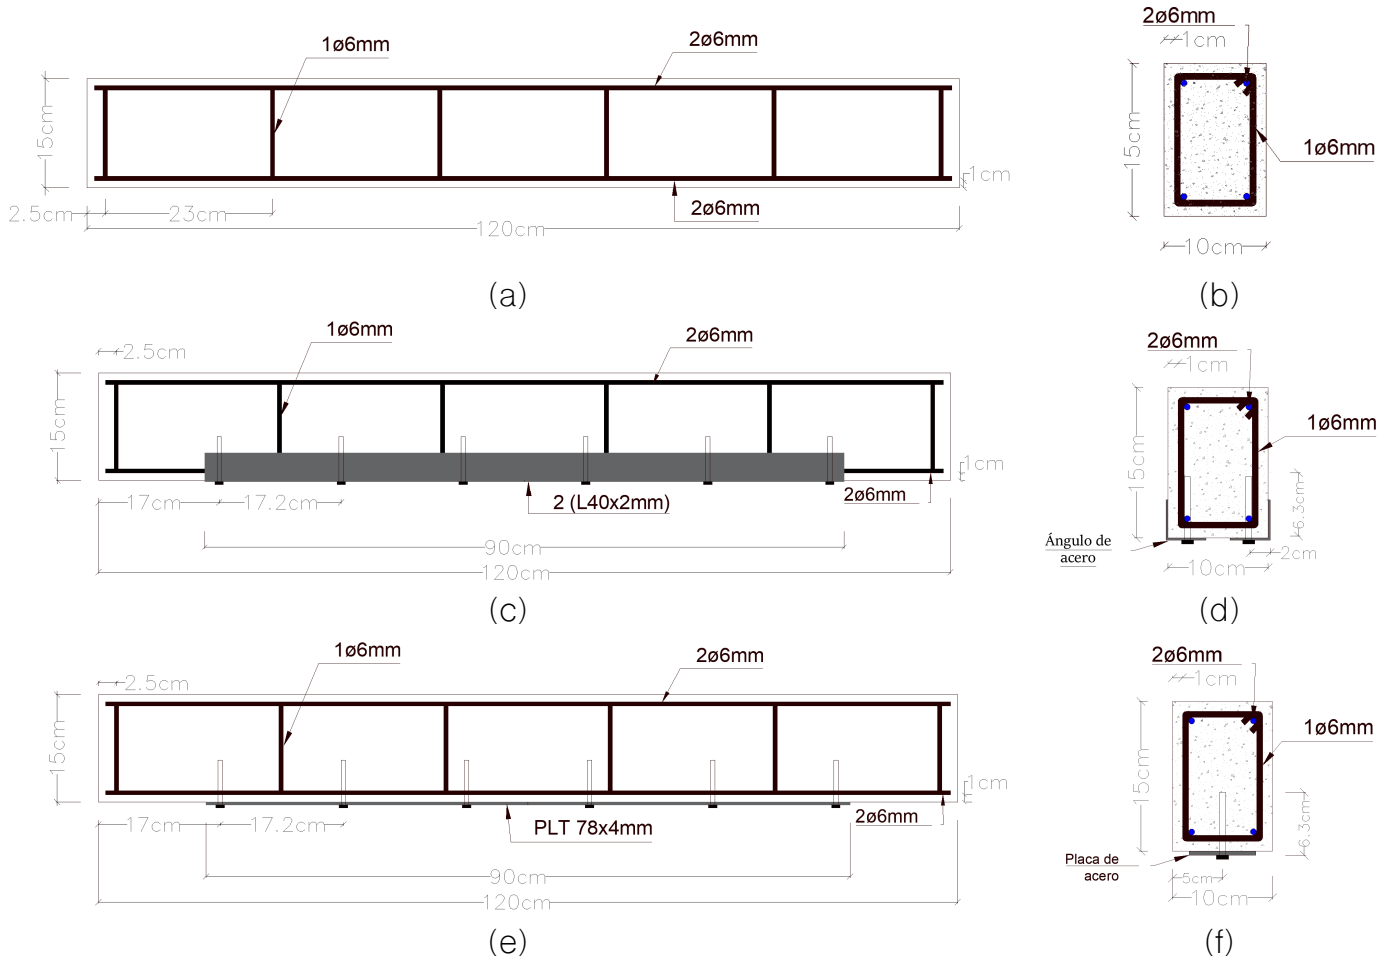 1ø6mm
2ø6mm
15cm
1cm
2.5cm
23cm
2ø6mm
120cm
(a)
2ø6mm
1cm
15cm
1ø6mm
10cm
(b)
1ø6mm
2ø6mm
2.5cm
15cm
1cm
17cm
17.2cm
2 (L40x2mm)
2ø6mm
90cm
120cm
(c)
2ø6mm
1cm
15cm
1ø6mm
6.3cm
Ángulo de
acero
2cm
10cm
(d)
1ø6mm
2ø6mm
2.5cm
15cm
1cm
17cm
17.2cm
PLT 78x4mm
2ø6mm
90cm
120cm
(e)
2ø6mm
1cm
15cm
1ø6mm
6.3cm
Placa de
acero
5cm
10cm
(f)